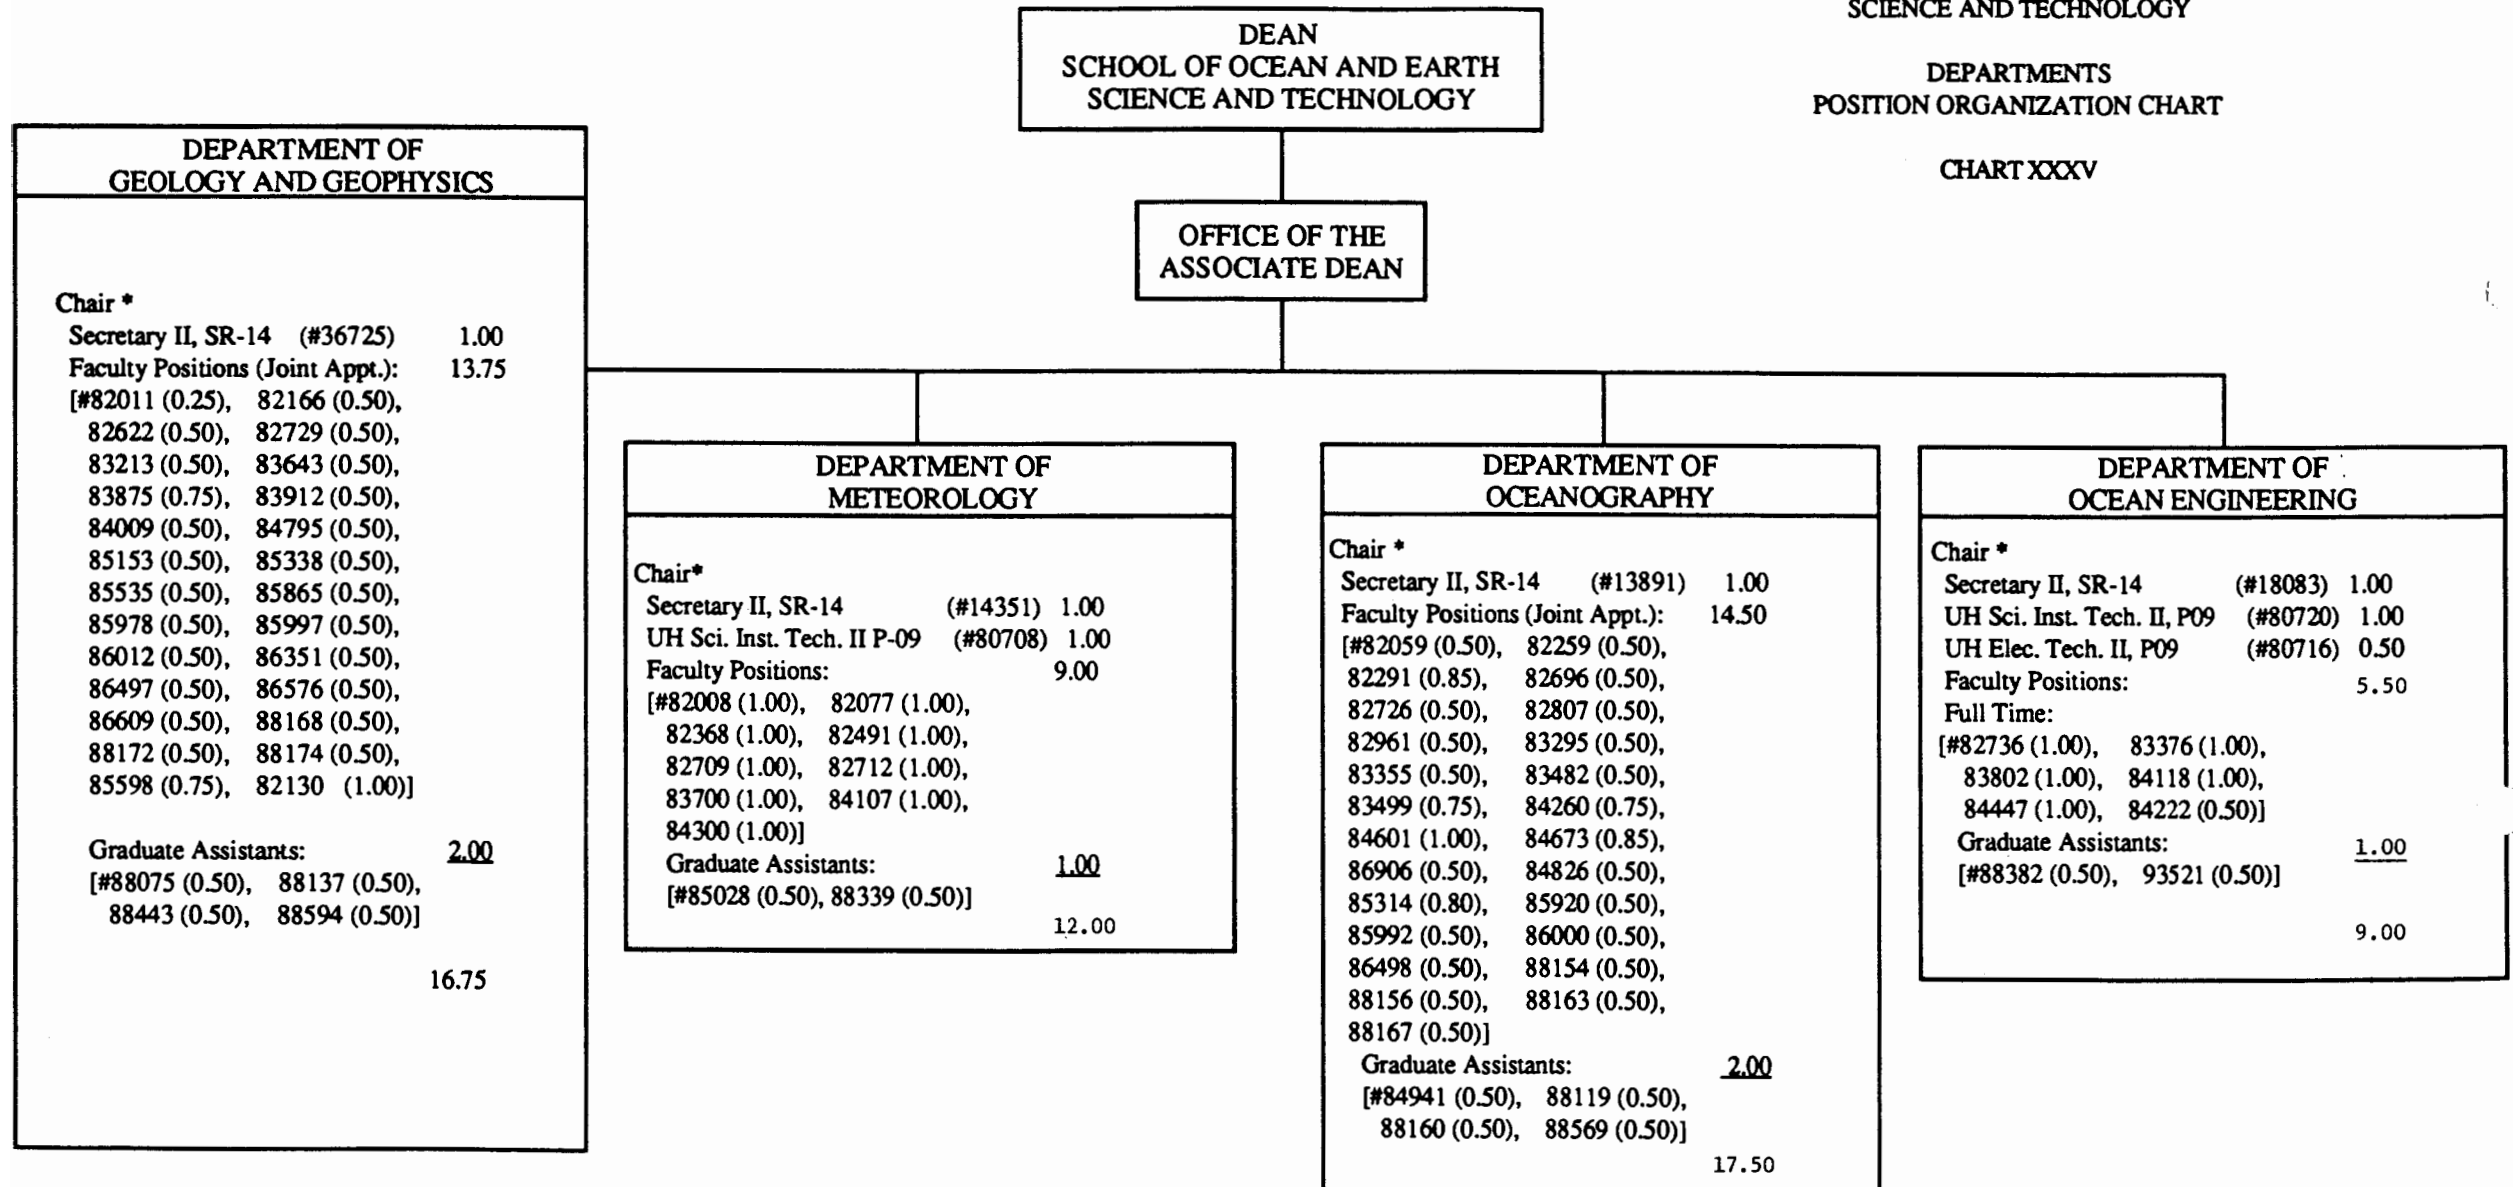 SCIENCE AND TECHNOLOGY
DEPARTMENTS
POSITION ORGANIZATION CHART
CHART XXXV
DEAN
SCHOOL OF OCEAN AND EARTH
SCIENCE AND TECHNOLOGY
OFFICE OF THE
ASSOCIATE DEAN
DEPARTMENT OF
GEOLOGY AND GEOPHYSICS
Chair *
Secretary II, SR-14 (#36725) 1.00
Faculty Positions (Joint Appt.): 13.75
[#82011 (0.25), 82166 (0.50),
82622 (0.50), 82729 (0.50),
83213 (0.50), 83643 (0.50),
83875 (0.75), 83912 (0.50),
84009 (0.50), 84795 (0.50),
85153 (0.50), 85338 (0.50),
85535 (0.50), 85865 (0.50),
85978 (0.50), 85997 (0.50),
86012 (0.50), 86351 (0.50),
86497 (0.50), 86576 (0.50),
86609 (0.50), 88168 (0.50),
88172 (0.50), 88174 (0.50),
85598 (0.75), 82130 (1.00)]
Graduate Assistants: 2.00
[#88075 (0.50), 88137 (0.50),
88443 (0.50), 88594 (0.50)]
16.75
DEPARTMENT OF
METEOROLOGY
Chair*
Secretary II, SR-14 (#14351) 1.00
UH Sci. Inst. Tech. II P-09 (#80708) 1.00
Faculty Positions: 9.00
[#82008 (1.00), 82077 (1.00),
82368 (1.00), 82491 (1.00),
82709 (1.00), 82712 (1.00),
83700 (1.00), 84107 (1.00),
84300 (1.00)]
Graduate Assistants: 1.00
[#85028 (0.50), 88339 (0.50)]
12.00
DEPARTMENT OF
OCEANOGRAPHY
Chair *
Secretary II, SR-14 (#13891) 1.00
Faculty Positions (Joint Appt.): 14.50
[#82059 (0.50), 82259 (0.50),
82291 (0.85), 82696 (0.50),
82726 (0.50), 82807 (0.50),
82961 (0.50), 83295 (0.50),
83355 (0.50), 83482 (0.50),
83499 (0.75), 84260 (0.75),
84601 (1.00), 84673 (0.85),
86906 (0.50), 84826 (0.50),
85314 (0.80), 85920 (0.50),
85992 (0.50), 86000 (0.50),
86498 (0.50), 88154 (0.50),
88156 (0.50), 88163 (0.50),
88167 (0.50)]
Graduate Assistants: 2.00
[#84941 (0.50), 88119 (0.50),
88160 (0.50), 88569 (0.50)]
17.50
DEPARTMENT OF
OCEAN ENGINEERING
Chair *
Secretary II, SR-14 (#18083) 1.00
UH Sci. Inst. Tech. II, P09 (#80720) 1.00
UH Elec. Tech. II, P09 (#80716) 0.50
Faculty Positions: 5.50
Full Time:
[#82736 (1.00), 83376 (1.00),
83802 (1.00), 84118 (1.00),
84447 (1.00), 84222 (0.50)]
Graduate Assistants: 1.00
[#88382 (0.50), 93521 (0.50)]
9.00